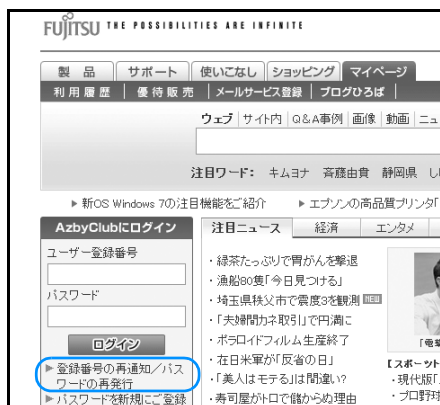 FUJITSU THE POSSIBILITIES ARE INFINITE
製品 サポート 使いこなし ショッピング マイページ
利用履歴 優待販売 メールサービス登録 ブログひろば
ウェブ サイト内 Q&A事例 画像 動画 ニュ
注目ワード: キムヨナ 斉藤由貴 静岡県
▶新OS Windows 7の注目機能をご紹介 ▶エプソンの高品質プリンタ「
AzbyClubにログイン 注目ニュース 経済 エンタメ
ユーザー登録番号
・緑茶たっぷりで胃がんを撃退
・漁船80隻「今日見つける」
パスワード
・埼玉県秩父市で震度3を観測 NEW
・「夫婦間力ネ取引」で円満に
ログイン
・ポラロイドフィルム生産終了
・在日米軍が「反省の日」
▶登録番号の再通知/パスワードの再発行
・「美人はモテる」は間違い?
▶パスワードを新規にご登録
・寿司屋がトロで儲からぬ理由
【スポーツト
・現代版「
・プロ野球